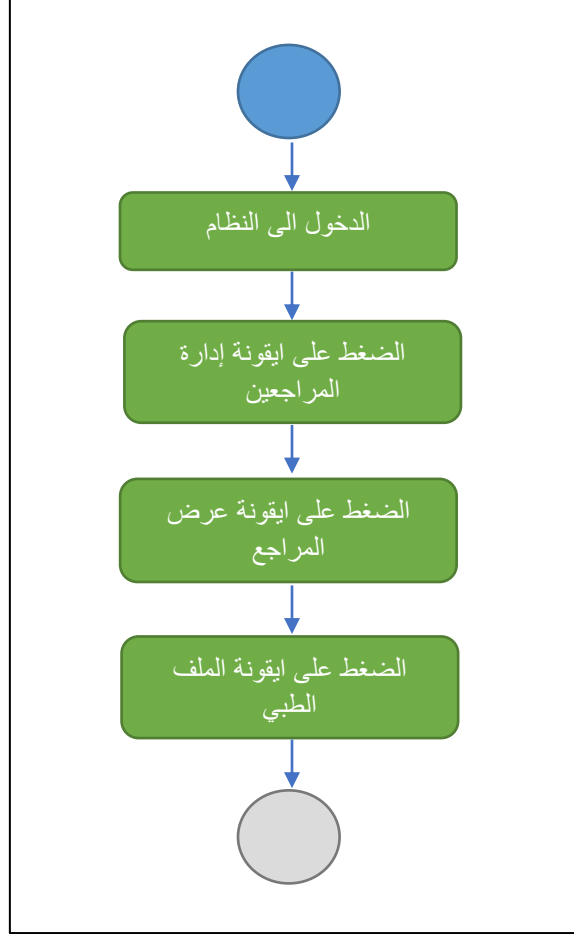 الدخول الى النظام
الضغط على ايقونة إدارة
المراجعين
الضغط على ايقونة عرض
المراجع
الضغط على ايقونة الملف
الطبي